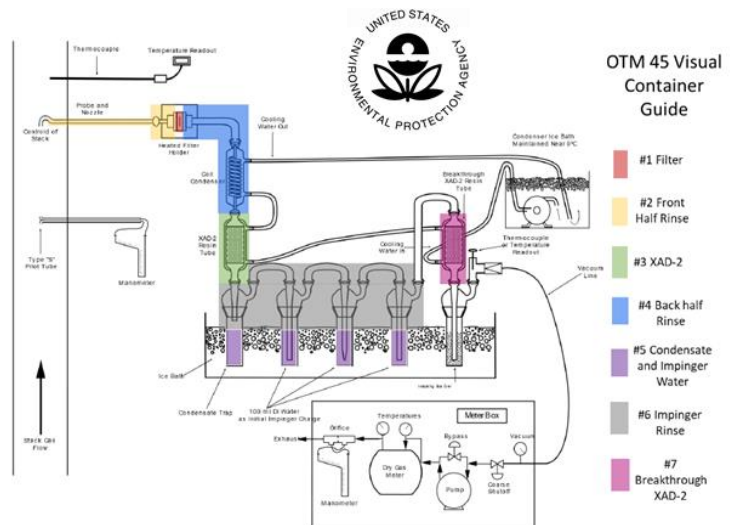 UNITED STATES
ENVIRONMENTAL PROTECTION AGENCY
OTM 45 Visual
Container
Guide
#1 Filter
#2 Front
Half Rinse
#3 XAD-2
#4 Back half
Rinse
#5 Condensate
and Impinger
Water
#6 Impinger
Rinse
#7
Breakthrough
XAD-2
Thermocouple
Temperature Readout
Probe and
Nozzle
Centroid of
Stack
Heated Filter
Holder
Cooling
Water Out
Condenser Ice Bath
Maintained Near 0°C
Coil
Condenser
Breakthrough
XAD-2 Resin
Tube
XAD-2
Resin
Tube
Cooling
Water In
Thermocouple
or Temperature
Readout
Type "S"
Pitot Tube
Manometer
Vacuum
Line
Ice Bath
Condensate Trap
100-ml DI Water
as Initial Impinger Charge
Stack Gas
Flow
Meter Box
Temperatures
Orifice
Exhaust
Bypass
Vacuum
Dry Gas
Meter
Manometer
Pump
Coarse
Shutoff